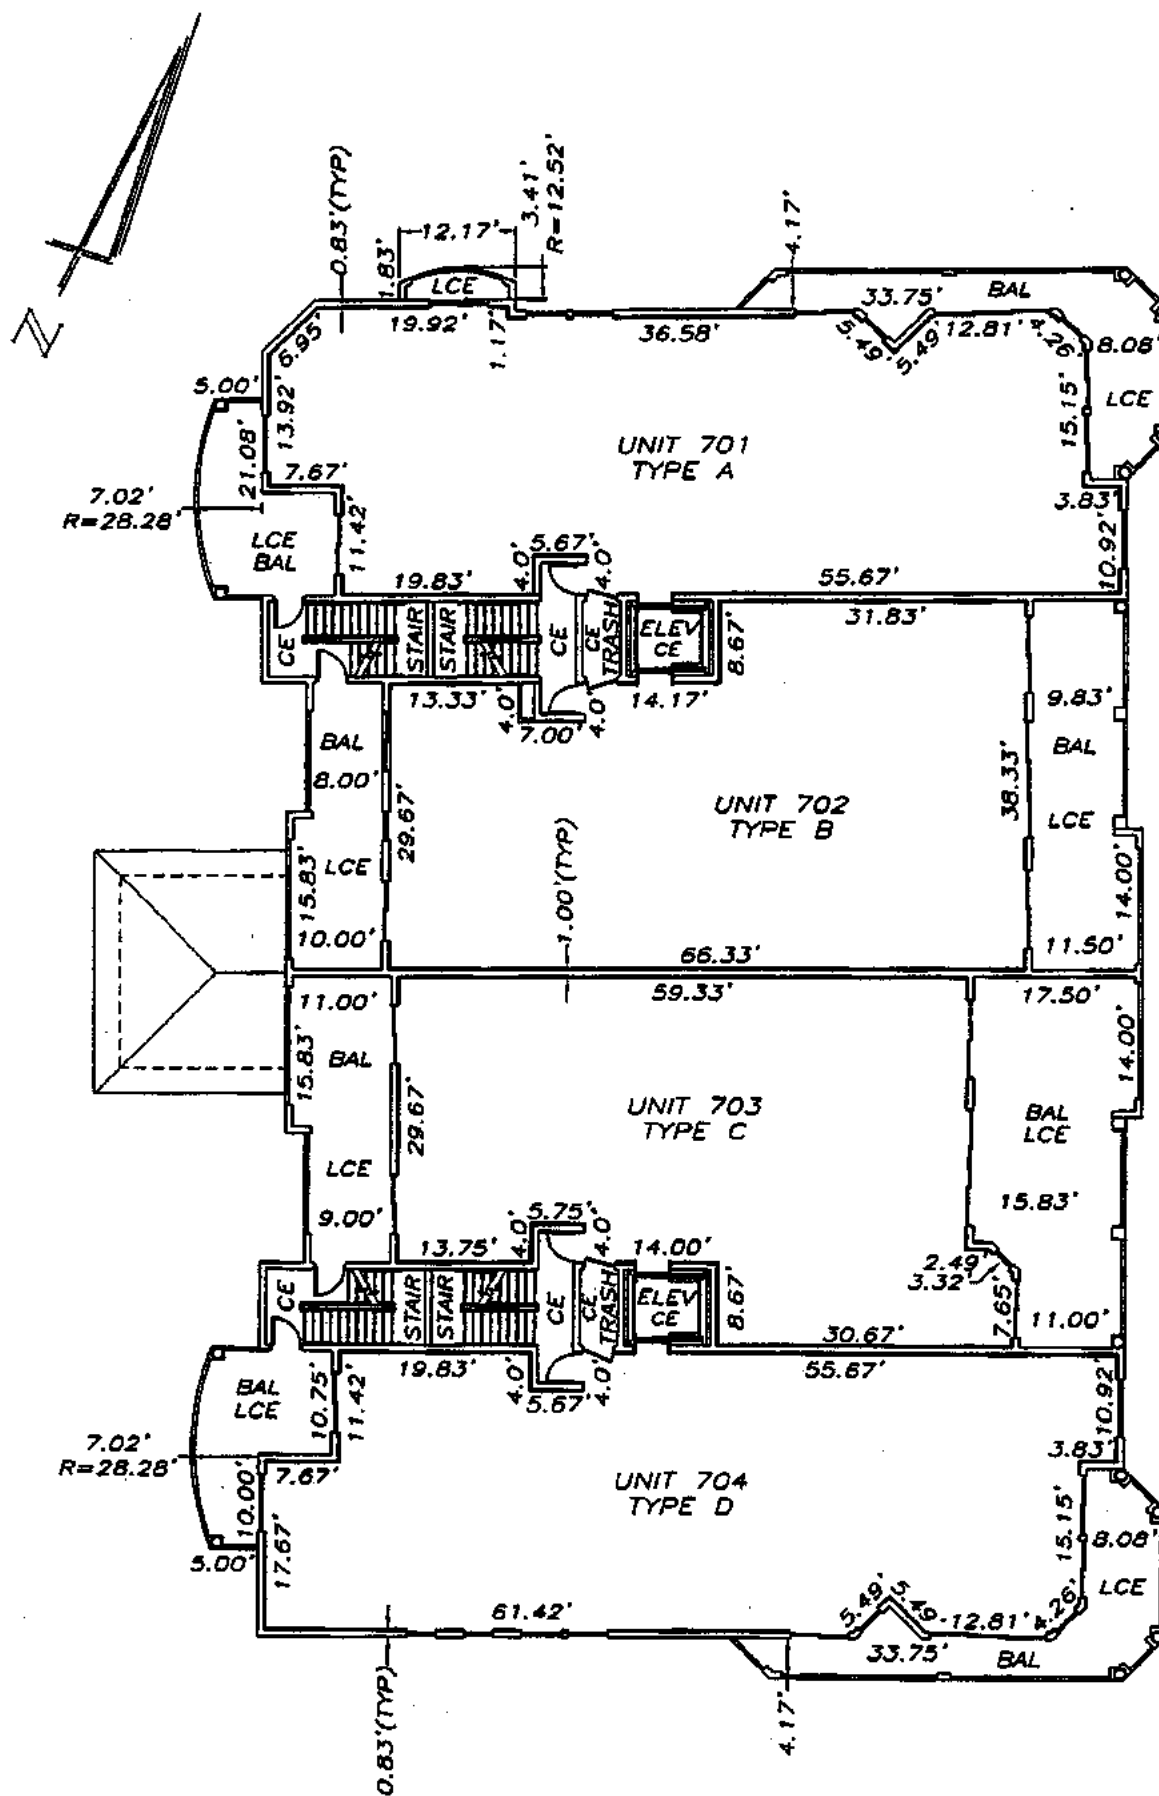 N
0.83'(TYP)
1.83'
12.17'
3.41'
R=12.52'
4.17'
LCE
BAL
33.75'
19.92'
1.17'
36.58'
5.49'
5.49'
12.81'
4.26'
8.08'
6.95'
5.00'
13.92'
15.15'
LCE
UNIT 701
TYPE A
21.08'
7.67'
3.83'
7.02'
R=28.28'
11.42'
10.92'
LCE
BAL
5.67'
4.0'
4.0'
19.83'
55.67'
31.83'
CE
STAIR
STAIR
CE
CE
TRASH
ELEV
CE
8.67'
13.33'
4.0'
7.00'
4.0'
14.17'
9.83'
BAL
8.00'
BAL
29.67'
UNIT 702
TYPE B
38.33'
LCE
1.00'(TYP)
15.83'
LCE
14.00'
10.00'
66.33'
11.50'
11.00'
59.33'
17.50'
15.83'
BAL
14.00'
29.67'
UNIT 703
TYPE C
BAL
LCE
LCE
15.83'
9.00'
5.75'
4.0'
4.0'
13.75'
14.00'
2.49'
3.32'
7.65'
CE
STAIR
STAIR
CE
CE
TRASH
ELEV
CE
8.67'
11.00'
30.67'
19.83'
4.0'
5.67'
4.0'
55.67'
BAL
LCE
10.75'
11.42'
10.92'
7.02'
R=28.28'
7.67'
3.83'
UNIT 704
TYPE D
10.00'
17.67'
5.00'
15.15'
8.08'
LCE
61.42'
5.49'
5.49'
12.81'
4.26'
33.75'
BAL
0.83'(TYP)
4.17'